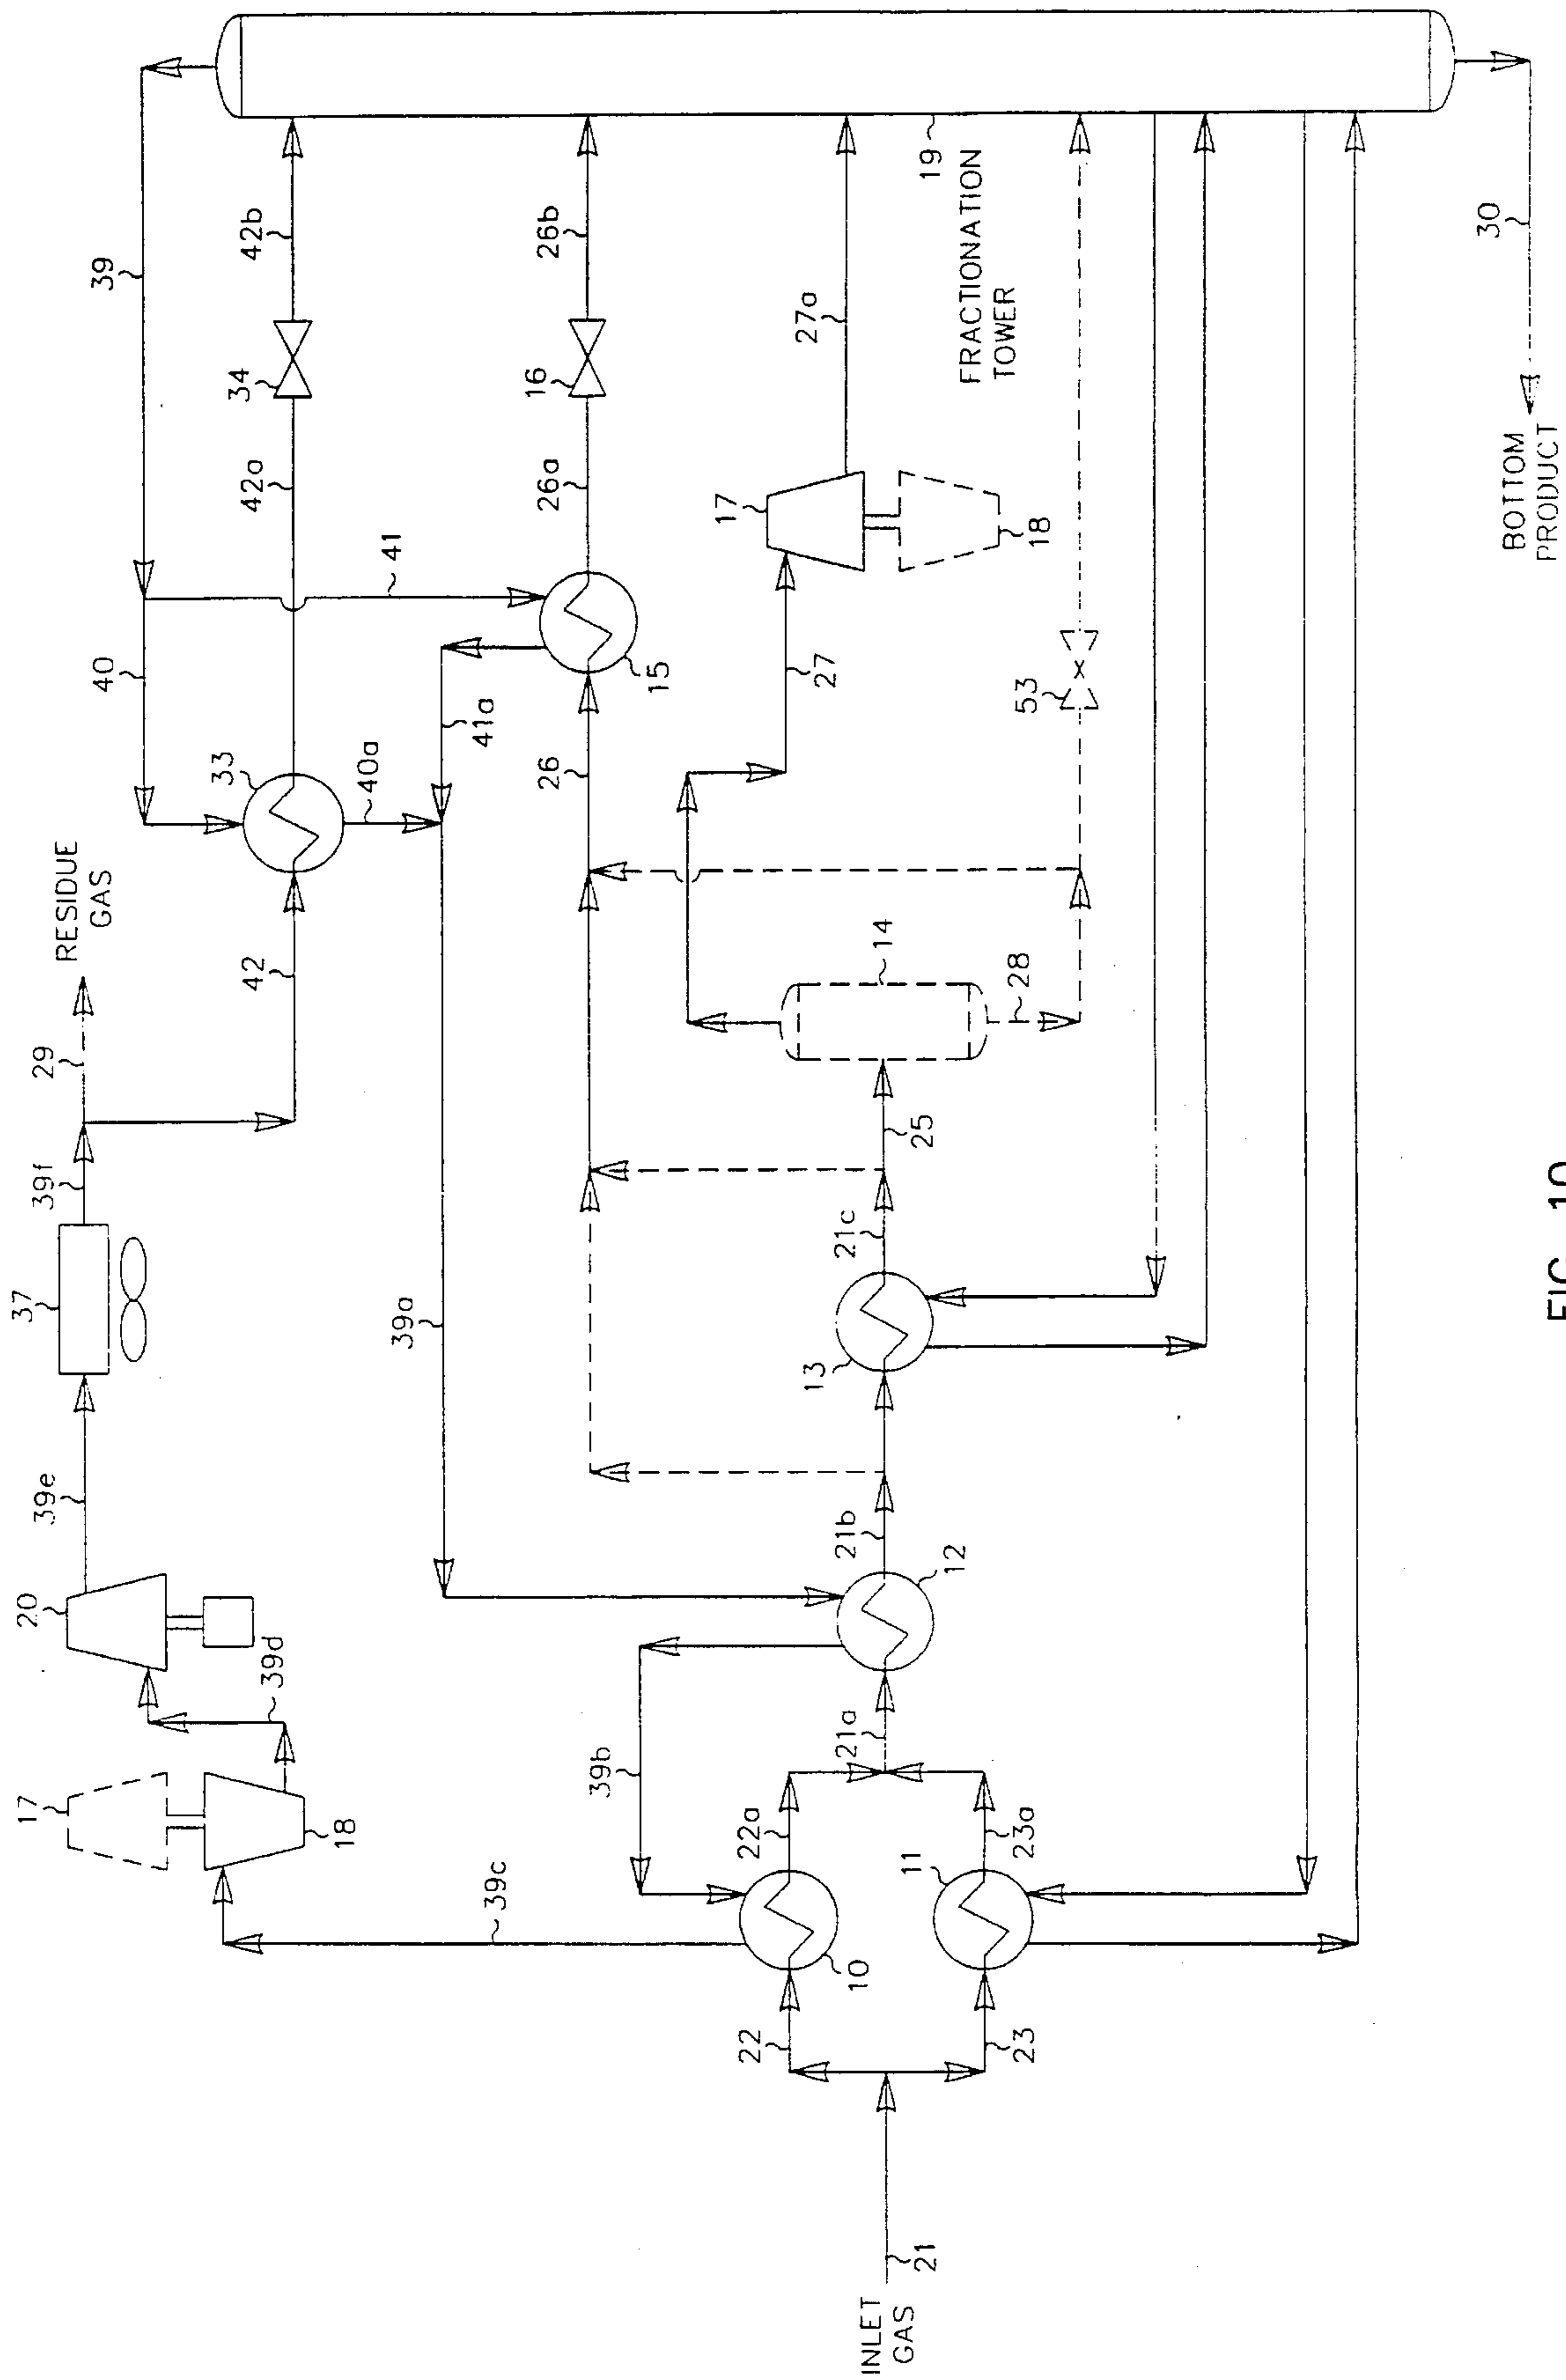 17
20
39e
37
39f
29
RESIDUE
GAS
39
40
18
39d
42
33
42a
34
42b
40a
41
39a
39c
41a
39b
26
26a
16
26b
15
22
22a
17
27
27a
10
21a
21b
13
21c
14
INLET
GAS
21
11
12
25
19
23
23a
28
53
18
FRACTIONATION
TOWER
30
BOTTOM
PRODUCT
FIG. 10